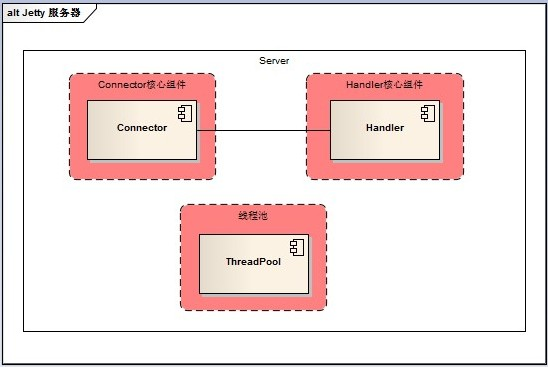 alt Jetty 服务器
Server
Connector核心组件
Handler核心组件
Connector
Handler
线程池
ThreadPool